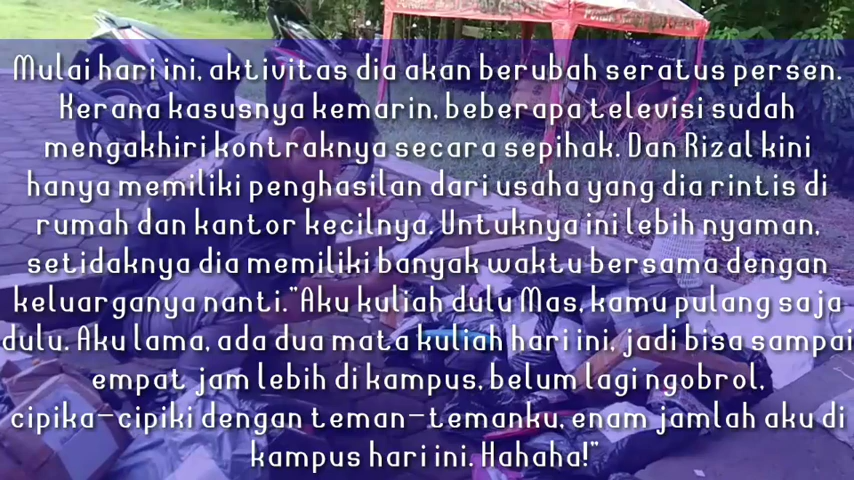 Mulai hari ini, aktivitas dia akan berubah seratus persen.
Kerana kasusnya kemarin, beberapa televisi sudah
mengakhiri kontraknya secara sepihak. Dan Rizal kini
hanya memiliki penghasilan dari usaha yang dia rintis di
rumah dan kantor kecilnya. Untuknya ini lebih nyaman,
setidaknya dia memiliki banyak waktu bersama dengan
keluarganya nanti."Aku kuliah dulu Mas, kamu pulang saja
dulu. Aku lama, ada dua mata kuliah hari ini, jadi bisa sampai
empat jam lebih di kampus, belum lagi ngobrol,
cipika-cipiki dengan teman-temanku, enam jamlah aku di
kampus hari ini. Hahaha!"